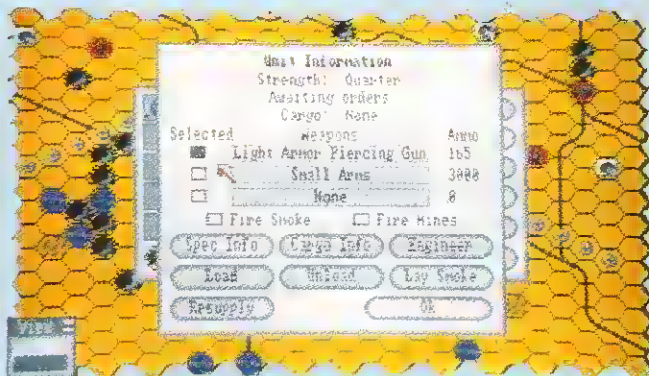 Unit Information
Strength: Quarter
Awaiting orders
Cargo: None
Selected Weapons Ammo
Light Armor Piercing Gun 165
Small Arms 3000
None 0
Fire Smoke Fire Mines
Spec Info Cargo Info Engineer
Load Unload Lay Smoke
Resupply Ok
View